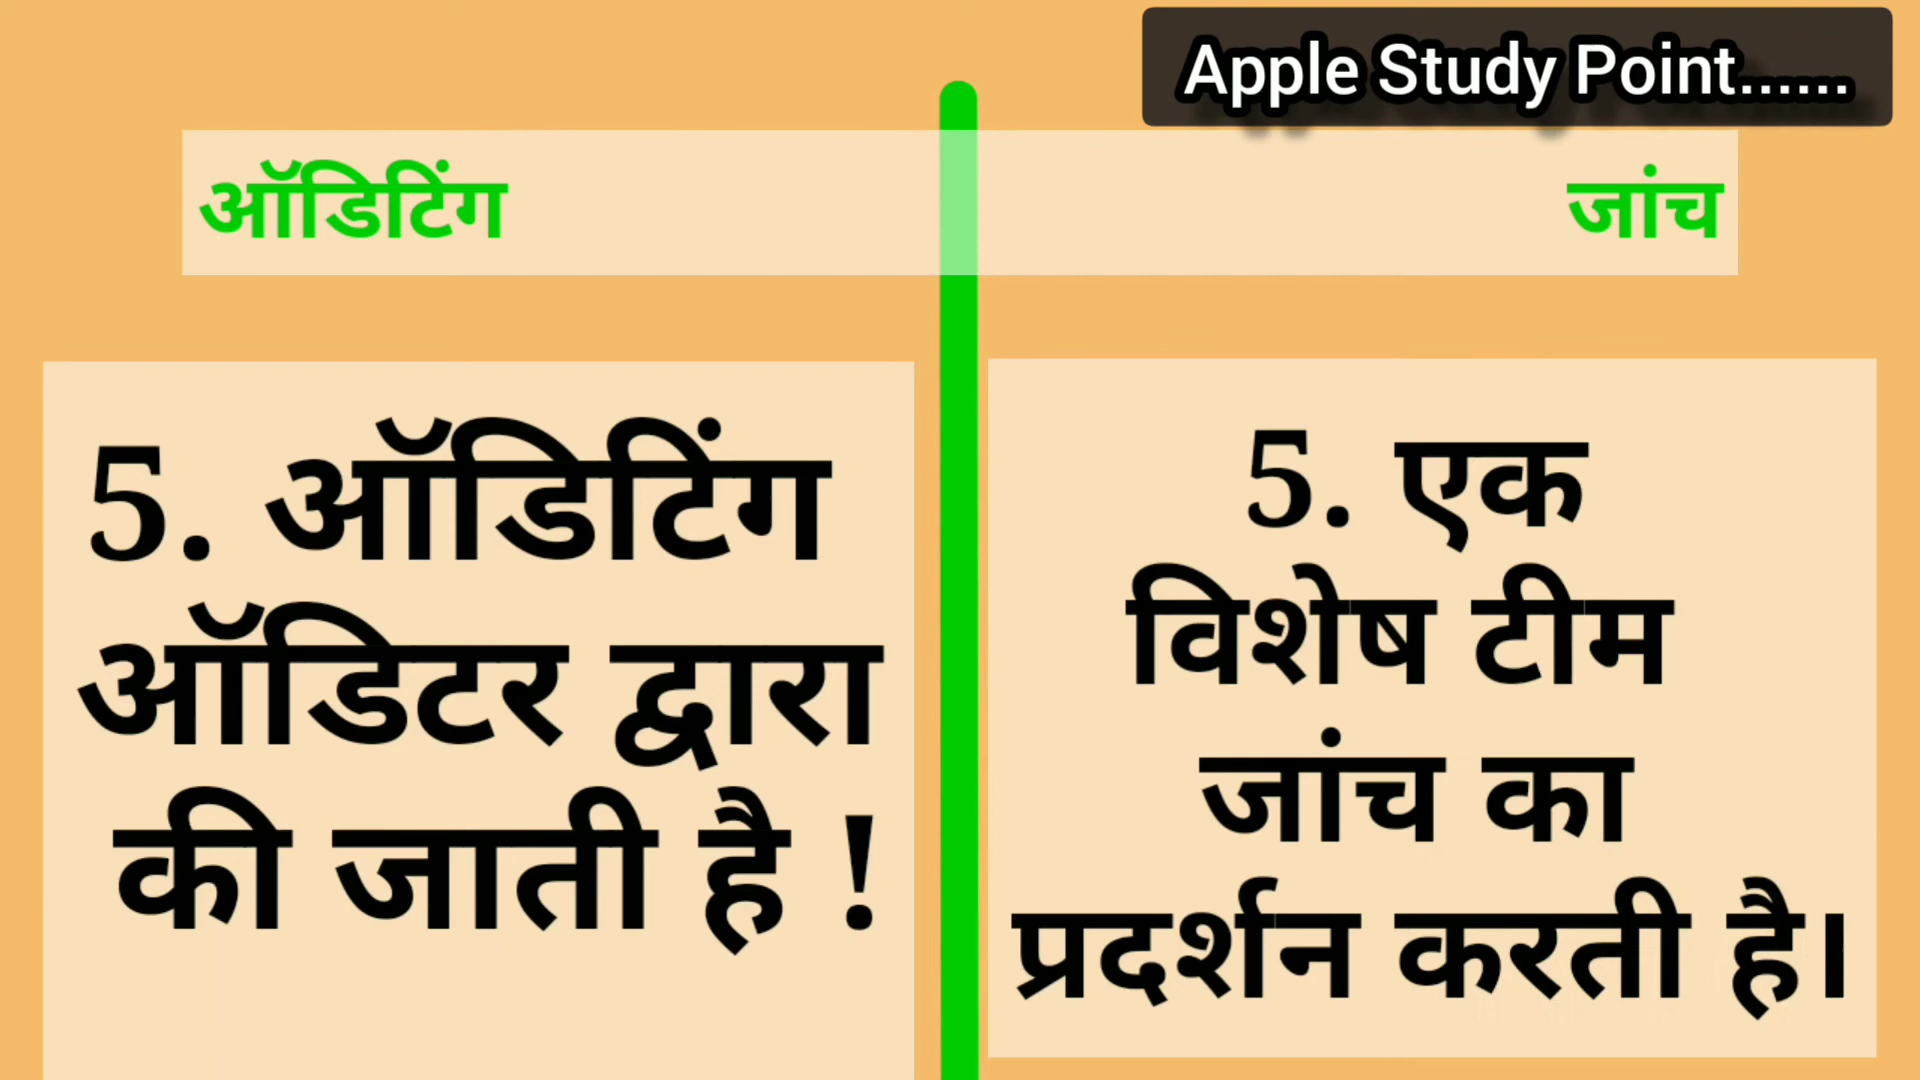 Apple Study Point......
ऑडिटिंग
जांच
5. ऑडिटिंग
ऑडिटर द्वारा
की जाती है !
5. एक
विशेष टीम
जांच का
प्रदर्शन करती है।